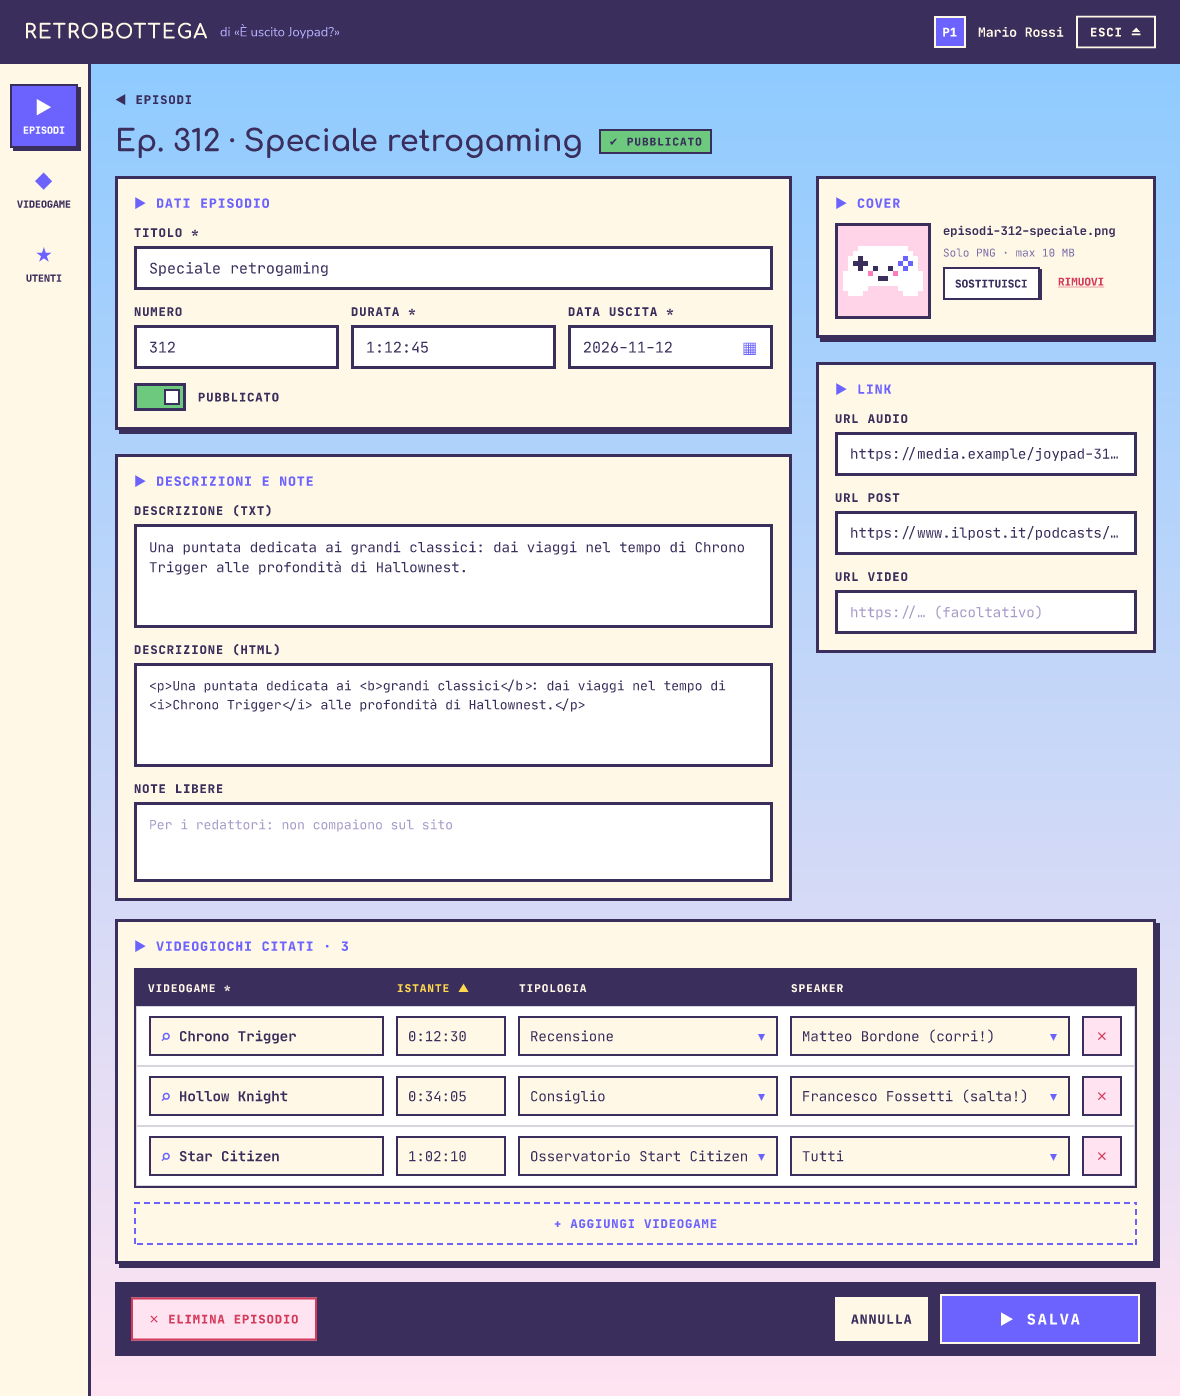 RETROBOTTEGA di «È uscito Joypad?»
P1 Mario Rossi ESCI ⏏
▶ EPISODI
◆ VIDEOGAME
★ UTENTI
◀ EPISODI
Ep. 312 · Speciale retrogaming ✔ PUBBLICATO
▶ DATI EPISODIO
TITOLO *
Speciale retrogaming
NUMERO DURATA * DATA USCITA *
312 1:12:45 2026-11-12
PUBBLICATO
▶ COVER
episodi-312-speciale.png
Solo PNG · max 10 MB
SOSTITUISCI RIMUOVI
▶ LINK
URL AUDIO
https://media.example/joypad-31…
URL POST
https://www.ilpost.it/podcasts/…
URL VIDEO
https://… (facoltativo)
▶ DESCRIZIONI E NOTE
DESCRIZIONE (TXT)
Una puntata dedicata ai grandi classici: dai viaggi nel tempo di Chrono
Trigger alle profondità di Hallownest.
DESCRIZIONE (HTML)
<p>Una puntata dedicata ai <b>grandi classici</b>: dai viaggi nel tempo di
<i>Chrono Trigger</i> alle profondità di Hallownest.</p>
NOTE LIBERE
Per i redattori: non compaiono sul sito
▶ VIDEOGIOCHI CITATI · 3
VIDEOGAME * ISTANTE ▲ TIPOLOGIA SPEAKER
Chrono Trigger 0:12:30 Recensione ▼ Matteo Bordone (corri!) ▼ ×
Hollow Knight 0:34:05 Consiglio ▼ Francesco Fossetti (salta!) ▼ ×
Star Citizen 1:02:10 Osservatorio Start Citizen ▼ Tutti ▼ ×
+ AGGIUNGI VIDEOGAME
× ELIMINA EPISODIO ANNULLA ▶ SALVA